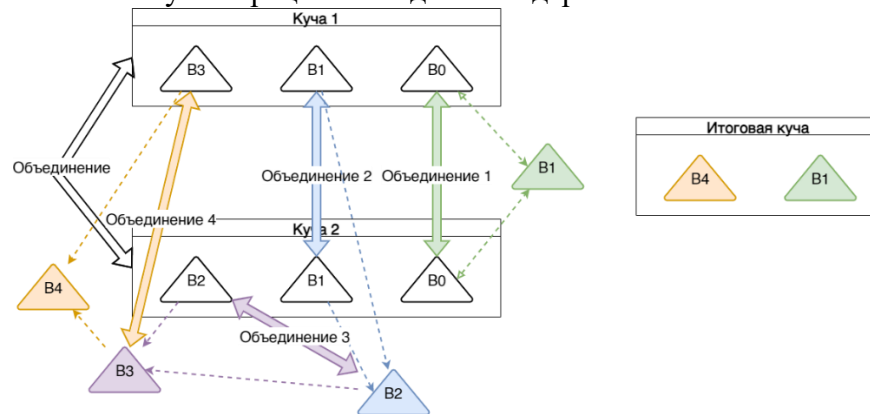 Куча 1
B3
B1
B0
Итоговая куча
B4
B1
B1
Объединение
Объединение 2
Объединение 1
Объединение 4
Куча 2
B2
B1
B0
B4
Объединение 3
B3
B2